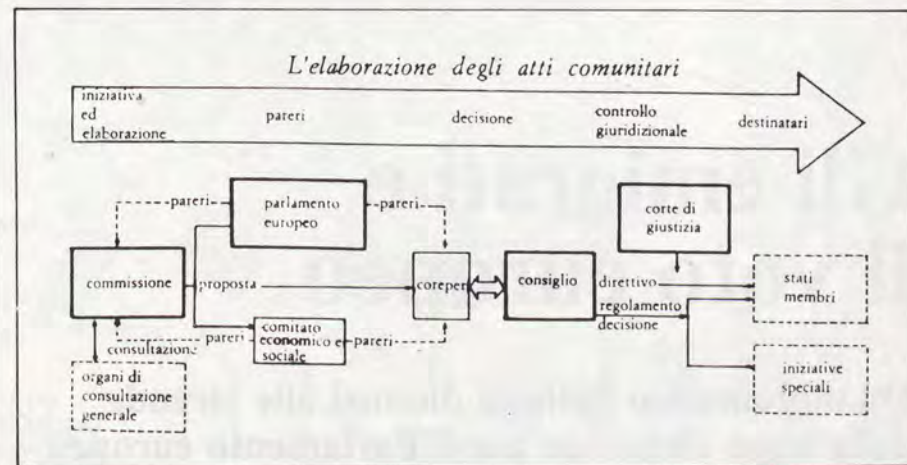 L'elaborazione degli atti comunitari
iniziativa
ed
elaborazione
pareri
decisione
controllo
giuridizionale
destinatari
pareri
parlamento
europeo
pareri
corte di
giustizia
commissione
proposta
coreper
consiglio
direttivo
regolamento
decisione
stati
membri
pareri
comitato
economico e
sociale
pareri
consultazione
organi di
consultazione
generale
iniziative
speciali